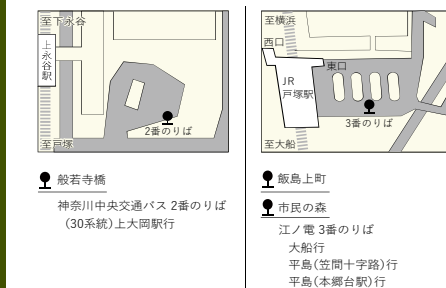 至下永谷
上永谷駅
2番のりば
至戸塚
般若寺橋
神奈川中央交通バス 2番のりば
(30系統)上大岡駅行
至横浜
西口
東口
JR
戸塚駅
3番のりば
至大船
飯島上町
市民の森
江ノ電 3番のりば
大船行
平島(笠間十字路)行
平島(本郷台駅)行